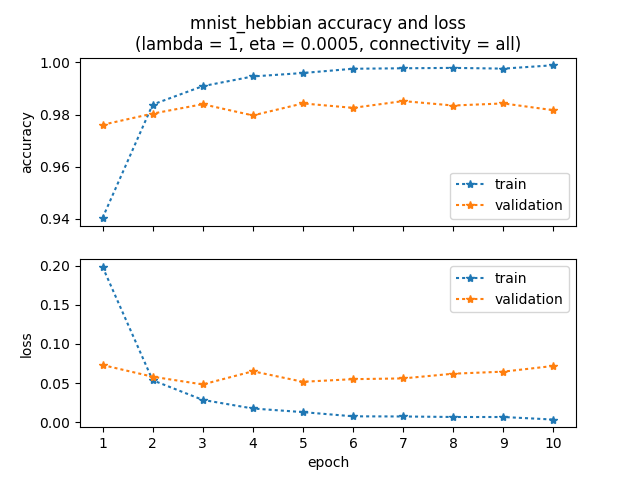 mnist_hebbian accuracy and loss
(lambda = 1, eta = 0.0005, connectivity = all)
1.00
0.98
0.96
0.94
accuracy
train
validation
0.20
0.15
0.10
0.05
0.00
loss
train
validation
1 2 3 4 5 6 7 8 9 10
epoch